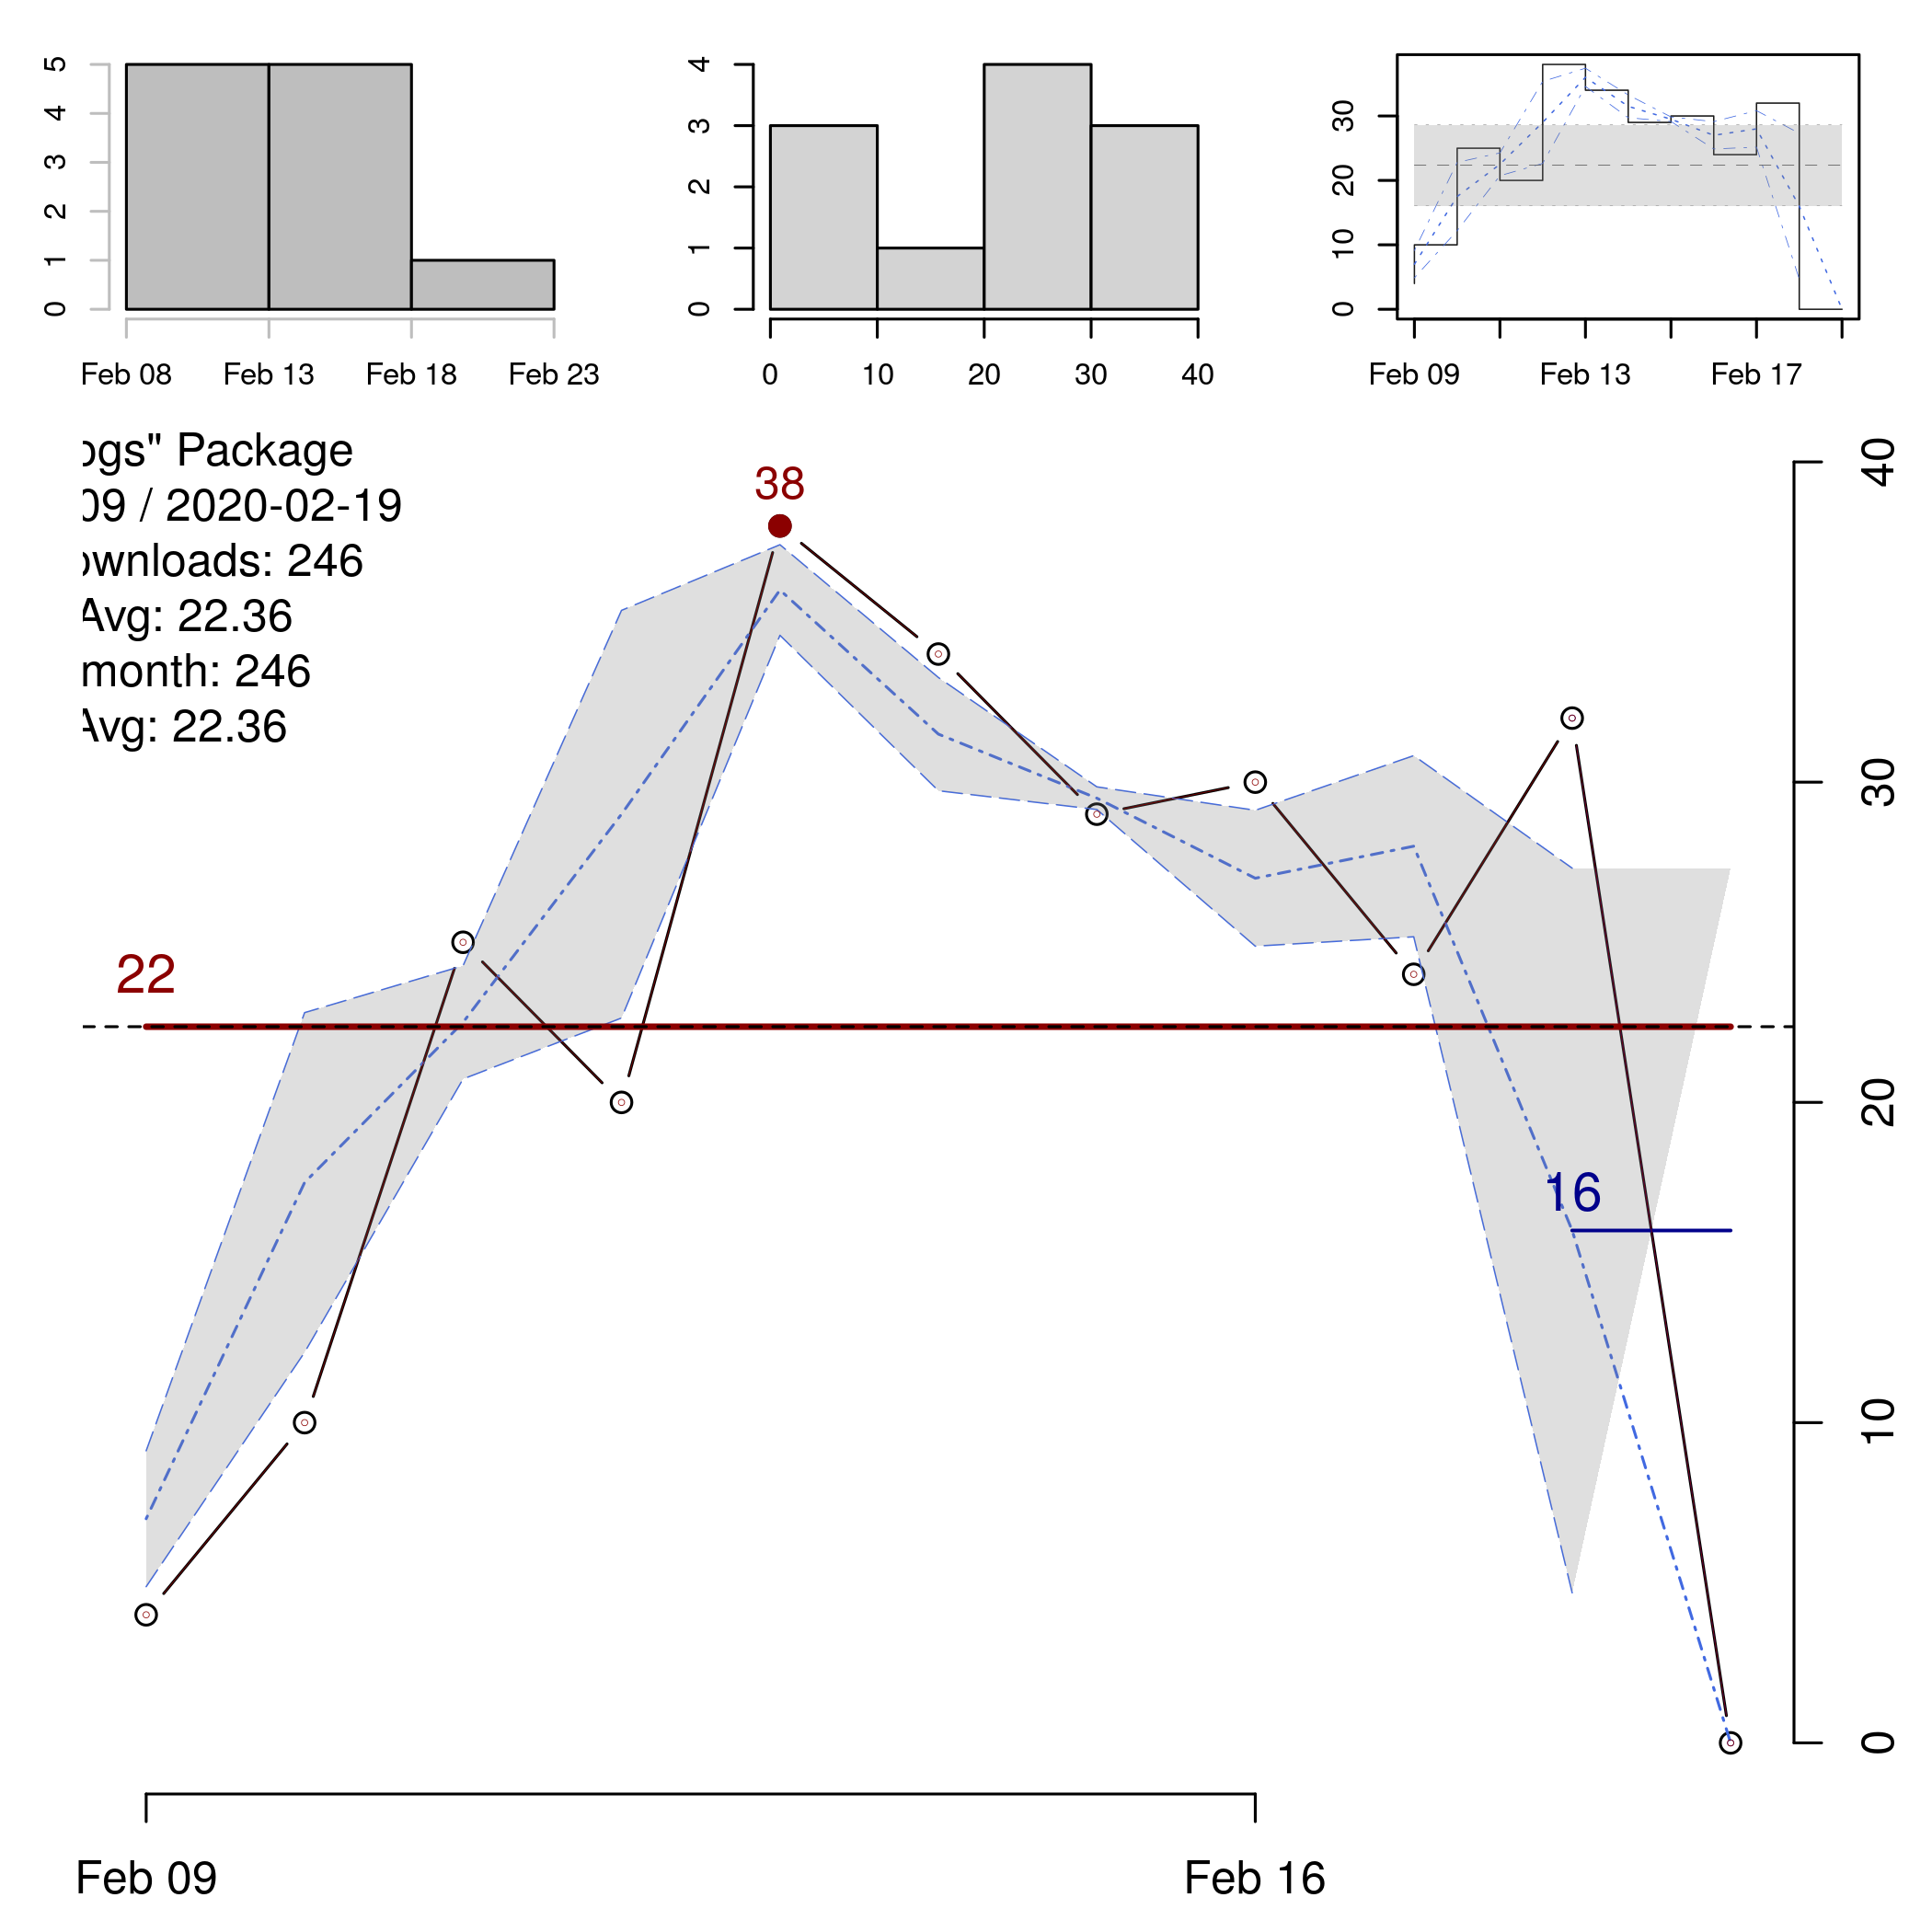 5
4
3
2
1
0
Feb 08 Feb 13 Feb 18 Feb 23
4
3
2
1
0
0 10 20 30 40
30
20
10
0
Feb 09 Feb 13 Feb 17
ogs" Package
09 / 2020-02-19
ownloads: 246
Avg: 22.36
month: 246
Avg: 22.36
38
22
16
40
30
20
10
0
Feb 09 Feb 16